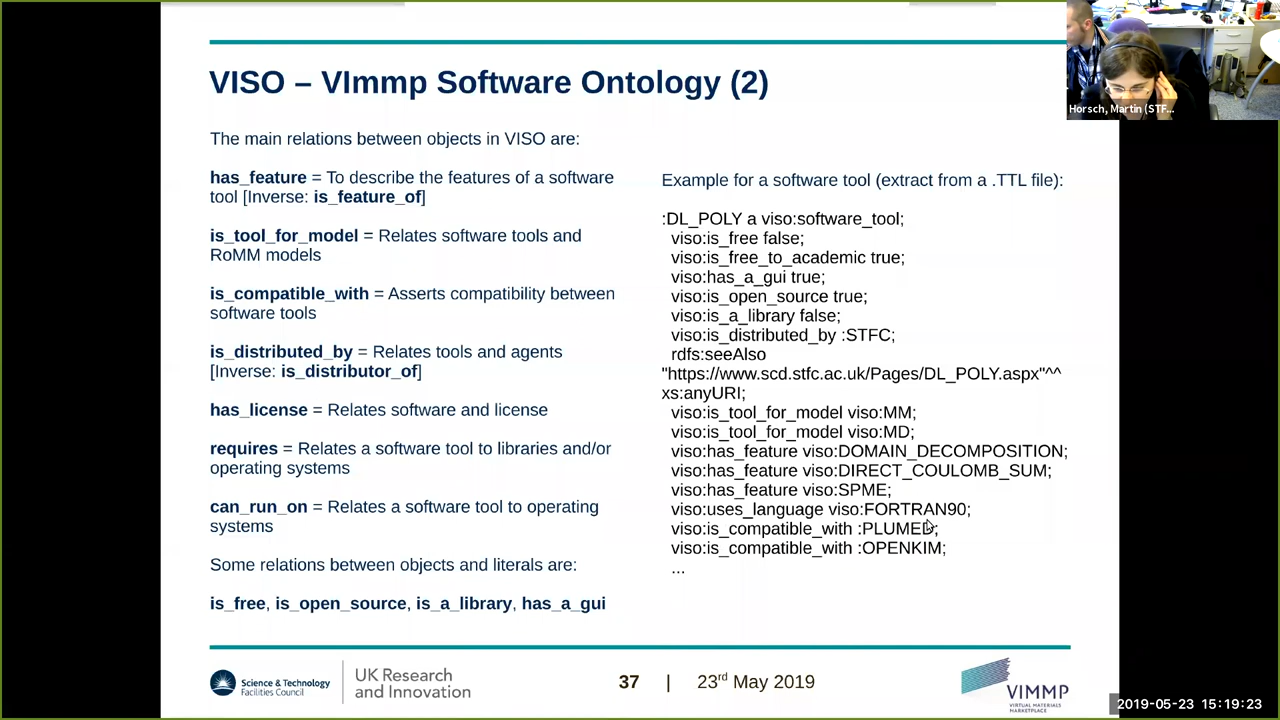 VISO – VImmp Software Ontology (2)
Horsch, Martin (STF...
The main relations between objects in VISO are:
has_feature = To describe the features of a software
tool [Inverse: is_feature_of]
is_tool_for_model = Relates software tools and
RoMM models
is_compatible_with = Asserts compatibility between
software tools
is_distributed_by = Relates tools and agents
[Inverse: is_distributor_of]
has_license = Relates software and license
requires = Relates a software tool to libraries and/or
operating systems
can_run_on = Relates a software tool to operating
systems
Some relations between objects and literals are:
is_free, is_open_source, is_a_library, has_a_gui
Example for a software tool (extract from a .TTL file):
:DL_POLY a viso:software_tool;
viso:is_free false;
viso:is_free_to_academic true;
viso:has_a_gui true;
viso:is_open_source true;
viso:is_a_library false;
viso:is_distributed_by :STFC;
rdfs:seeAlso
"https://www.scd.stfc.ac.uk/Pages/DL_POLY.aspx"^^
xs:anyURI;
viso:is_tool_for_model viso:MM;
viso:is_tool_for_model viso:MD;
viso:has_feature viso:DOMAIN_DECOMPOSITION;
viso:has_feature viso:DIRECT_COULOMB_SUM;
viso:has_feature viso:SPME;
viso:uses_language viso:FORTRAN90;
viso:is_compatible_with :PLUMED;
viso:is_compatible_with :OPENKIM;
...
Science & Technology
Facilities Council
UK Research
and Innovation
37 | 23rd May 2019
VIMMP
VIRTUAL MATERIALS
MARKETPLACE
2019-05-23 15:19:23